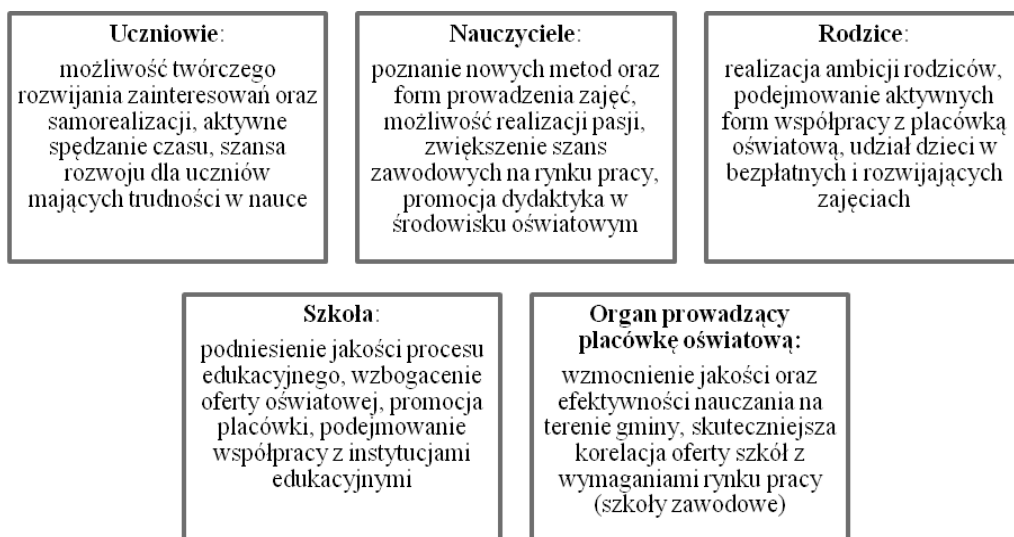 Uczniowie:
możliwość twórczego
rozwijania zainteresowań oraz
samorealizacji, aktywne
spędzanie czasu, szansa
rozwoju dla uczniów
mających trudności w nauce
Nauczyciele:
poznanie nowych metod oraz
form prowadzenia zajęć,
możliwość realizacji pasji,
zwiększenie szans
zawodowych na rynku pracy,
promocja dydaktyka w
środowisku oświatowym
Rodzice:
realizacja ambicji rodziców,
podejmowanie aktywnych
form współpracy z placówką
oświatową, udział dzieci w
bezpłatnych i rozwijających
zajęciach
Szkoła:
podniesienie jakości procesu
edukacyjnego, wzbogacenie
oferty oświatowej, promocja
placówki, podejmowanie
współpracy z instytucjami
edukacyjnymi
Organ prowadzący
placówkę oświatową:
wzmocnienie jakości oraz
efektywności nauczania na
terenie gminy, skuteczniejsza
korelacja oferty szkół z
wymaganiami rynku pracy
(szkoły zawodowe)